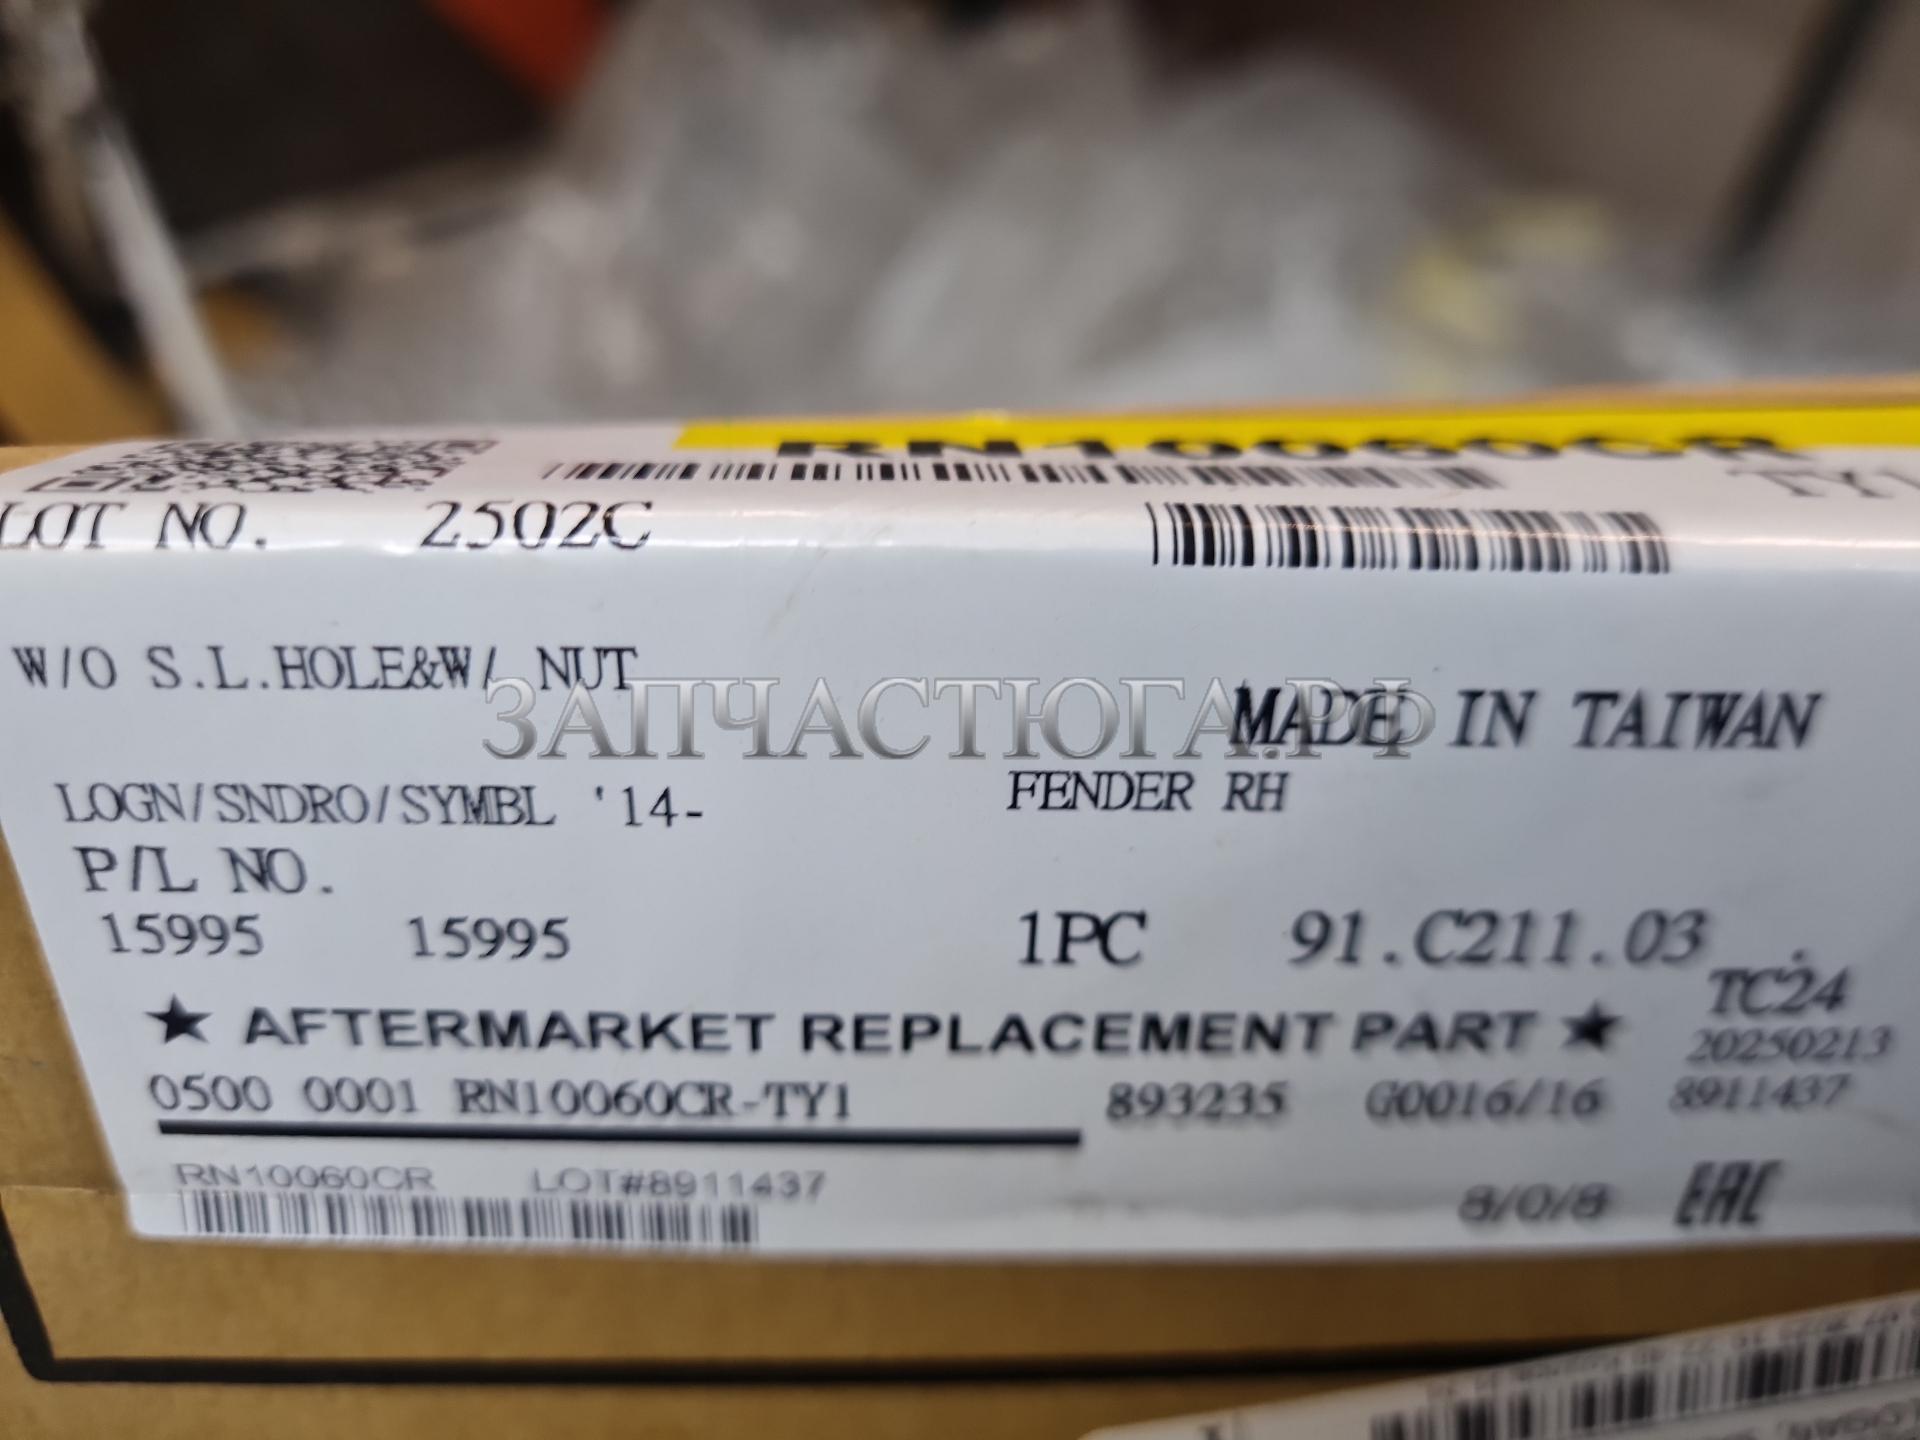 RN10060CR
TY1
LOT NO. 2502C
W/O S.L.HOLE&W/ NUT
ЗАПЧАСТЮГА.РФ
MADE IN TAIWAN
LOGN/SNDRO/SYMBL '14- FENDER RH
P/L NO.
15995 15995 1PC 91.C211.03
TC24
★ AFTERMARKET REPLACEMENT PART ★ 20250213
0500 0001 RN10060CR-TY1 893235 G0016/16 8911437
RN10060CR LOT#8911437
8/0/8 EAC